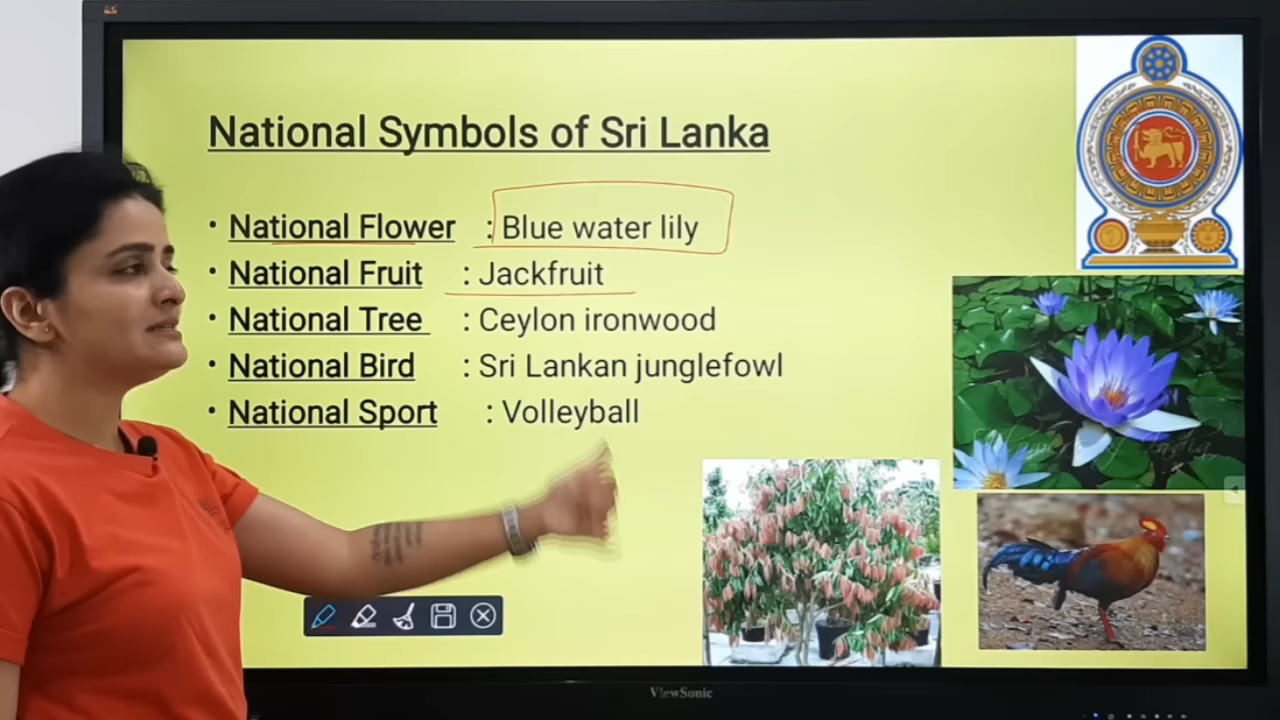 National Symbols of Sri Lanka
• National Flower : Blue water lily
• National Fruit : Jackfruit
• National Tree : Ceylon ironwood
• National Bird : Sri Lankan junglefowl
• National Sport : Volleyball
ViewSonic